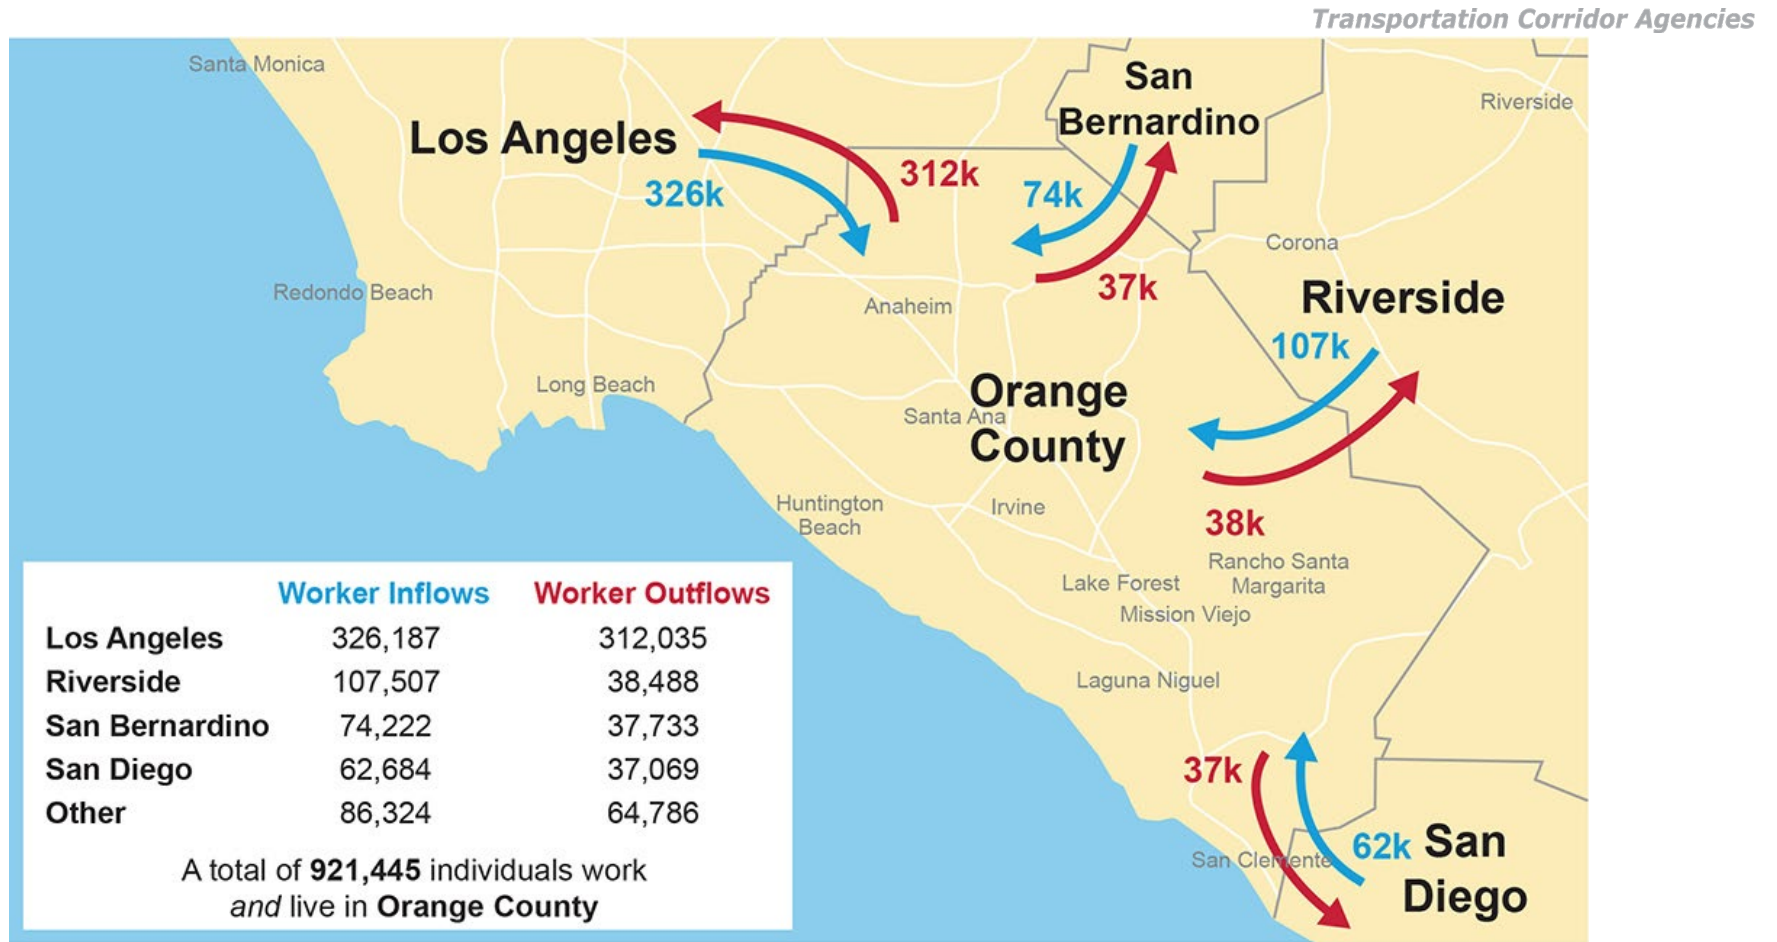 Transportation Corridor Agencies
Santa Monica
San
Bernardino
Riverside
Los Angeles
312k
326k
74k
37k
Corona
Redondo Beach
Anaheim
Riverside
107k
Long Beach
Orange
County
Santa Ana
Huntington
Beach
Irvine
38k
Rancho Santa
Margarita
Lake Forest
Mission Viejo
Laguna Niguel
37k
62k
San
Diego
San Clemente
Worker Inflows Worker Outflows
Los Angeles 326,187 312,035
Riverside 107,507 38,488
San Bernardino 74,222 37,733
San Diego 62,684 37,069
Other 86,324 64,786
A total of 921,445 individuals work
and live in Orange County